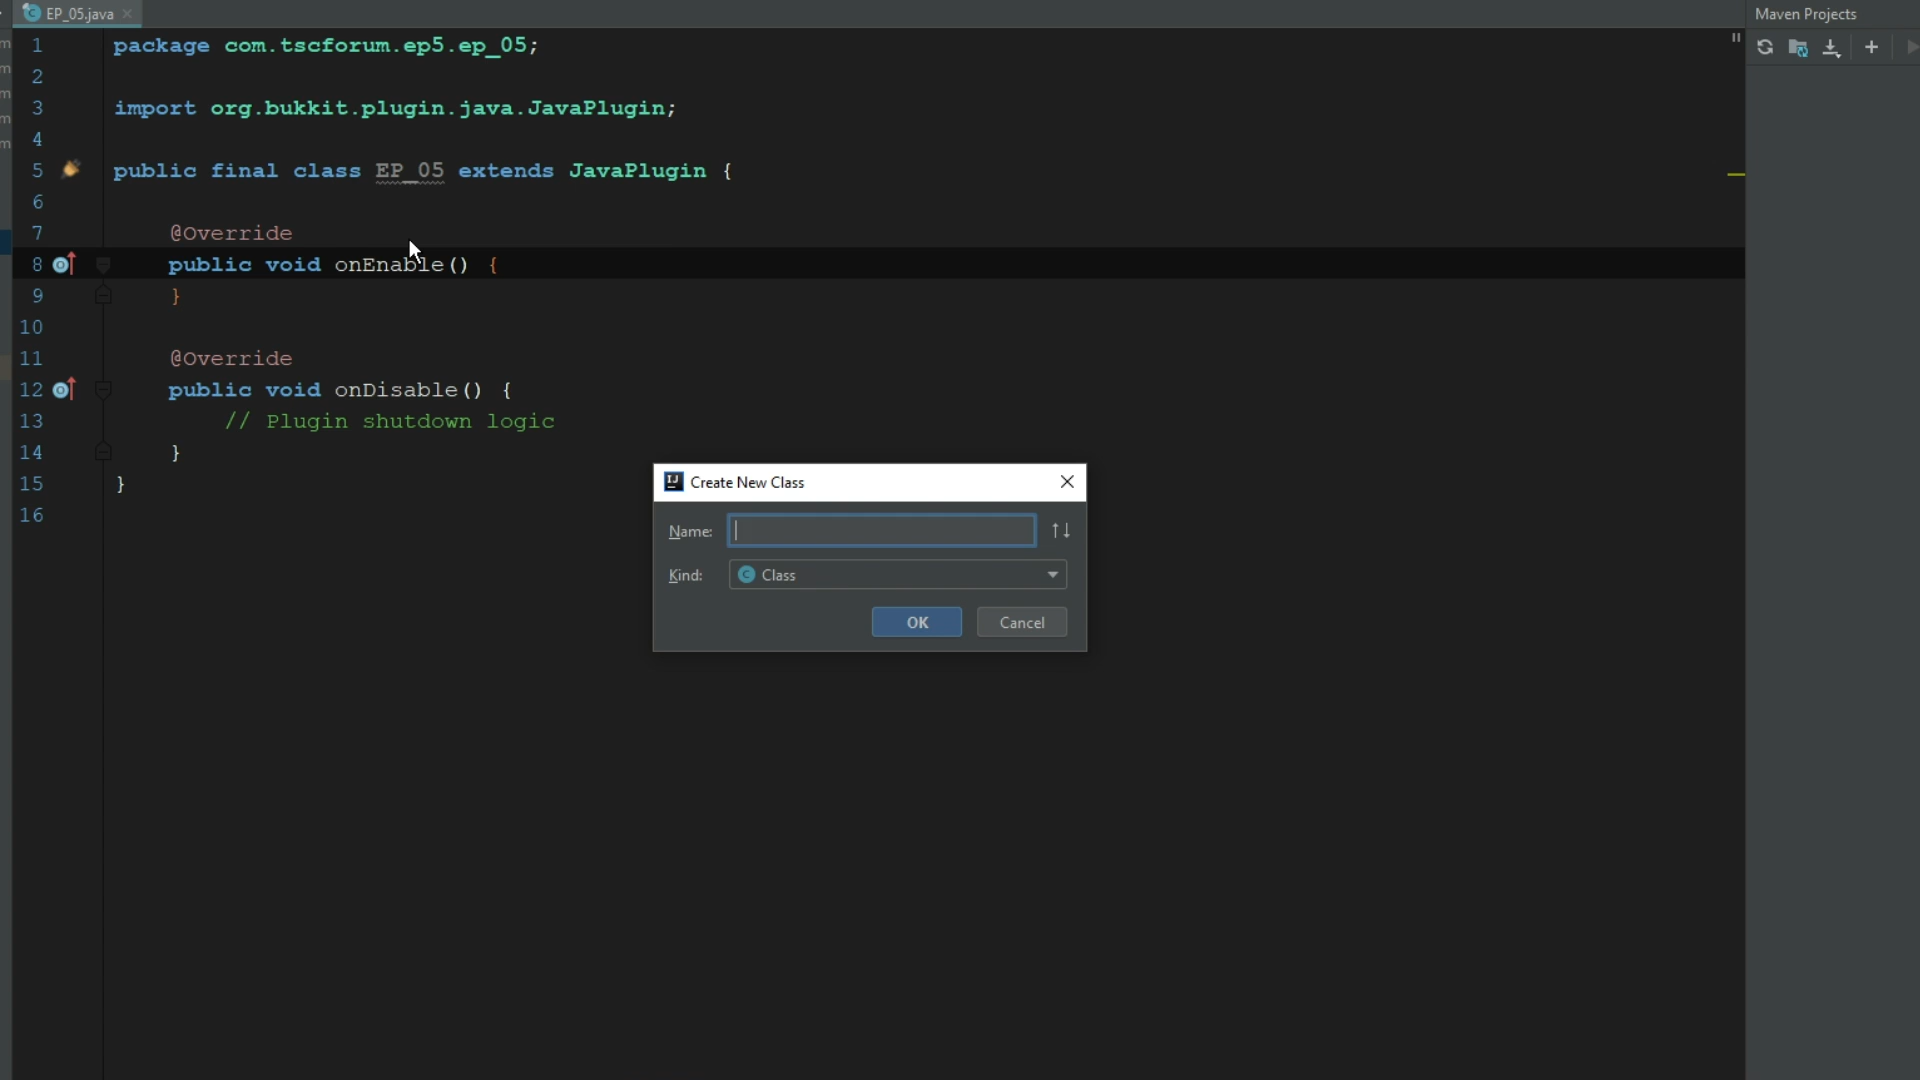 EP_05.java
Maven Projects
1 package com.tscforum.ep5.ep_05;
2
3 import org.bukkit.plugin.java.JavaPlugin;
4
5 public final class EP_05 extends JavaPlugin {
6
7 @Override
8 public void onEnable() {
9 }
10
11 @Override
12 public void onDisable() {
13 // Plugin shutdown logic
14 }
15 }
16
Create New Class
Name:
Kind: Class
OK Cancel